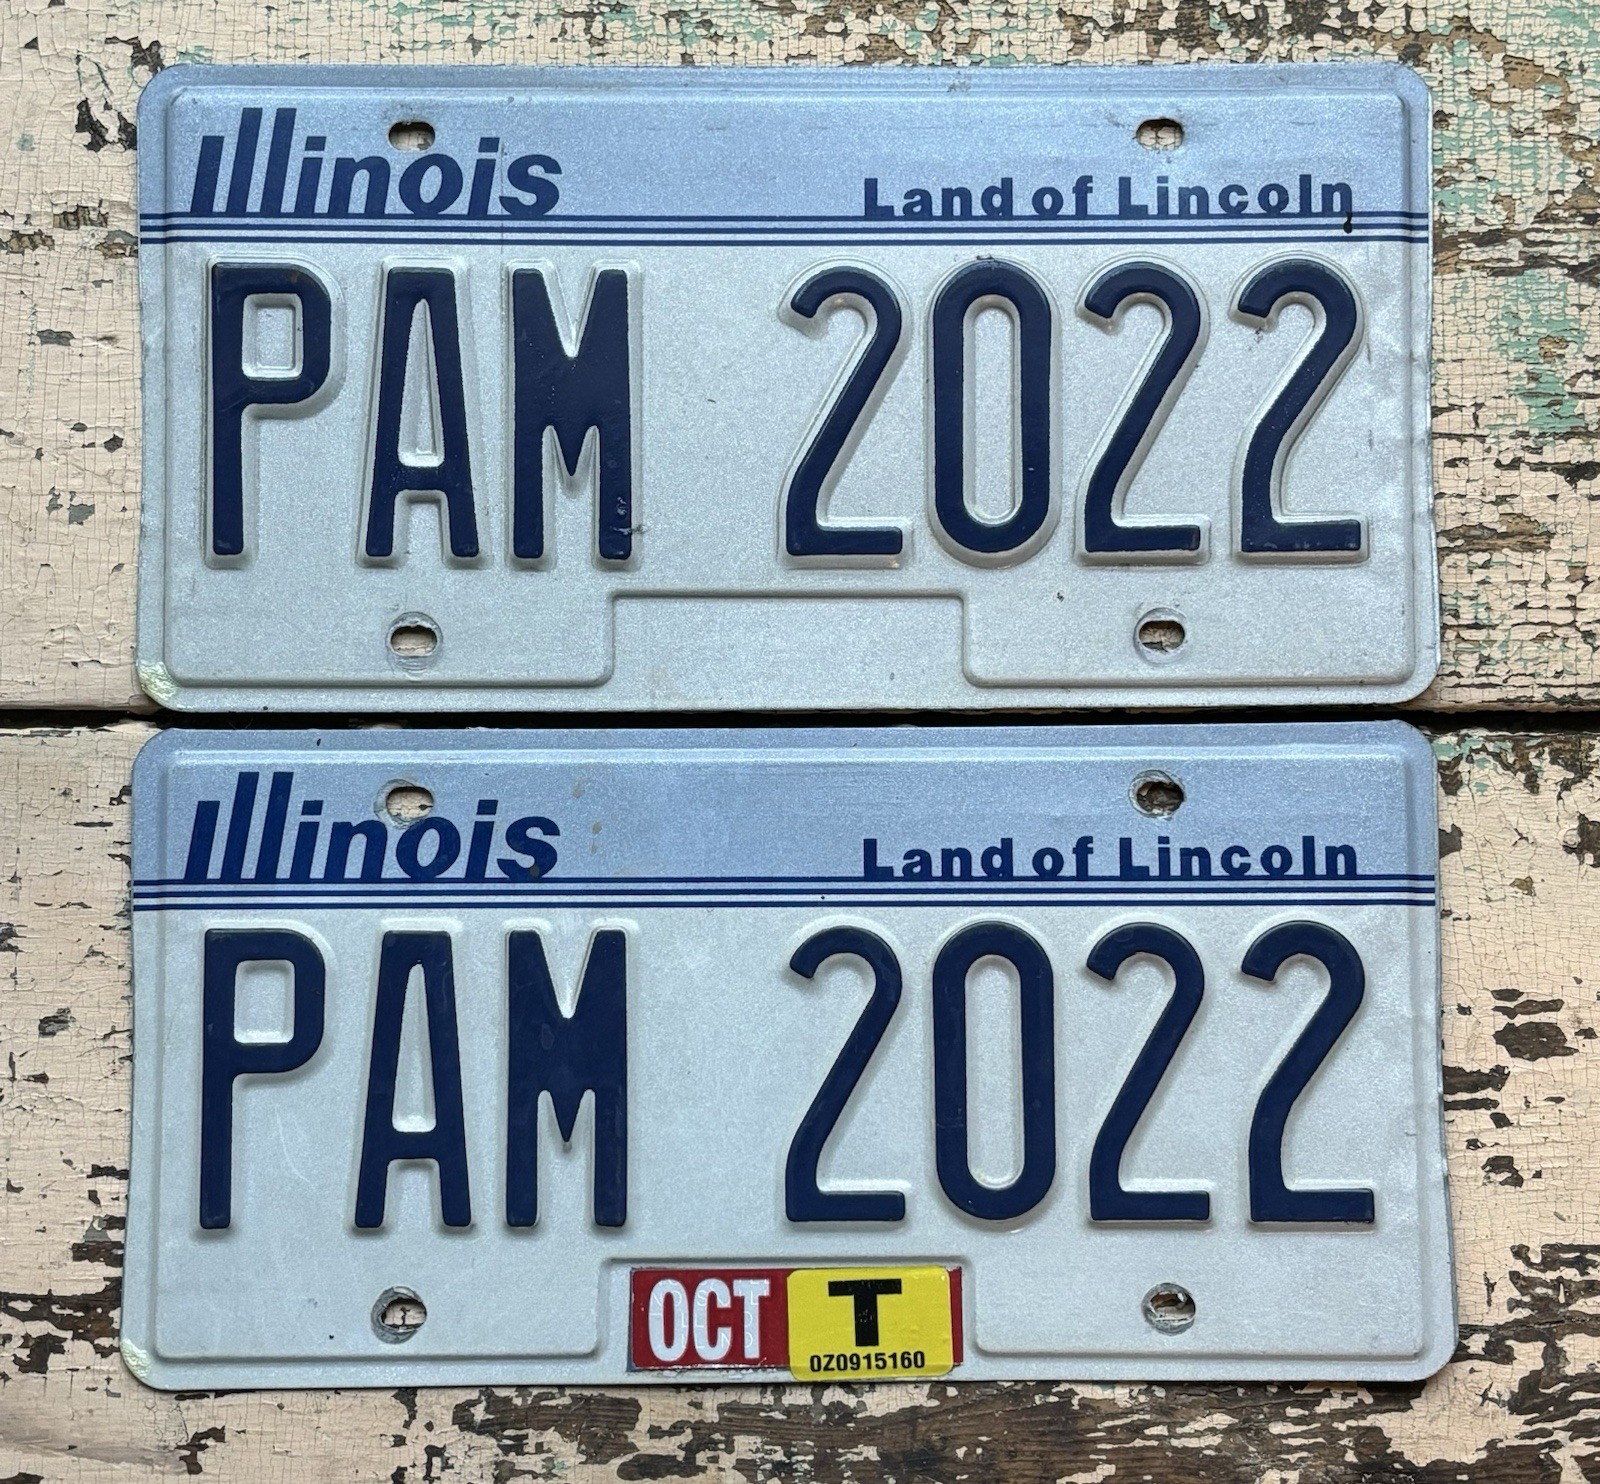 Illinois Land of Lincoln
PAM 2022
Illinois Land of Lincoln
PAM 2022
OCT T
0Z0915160